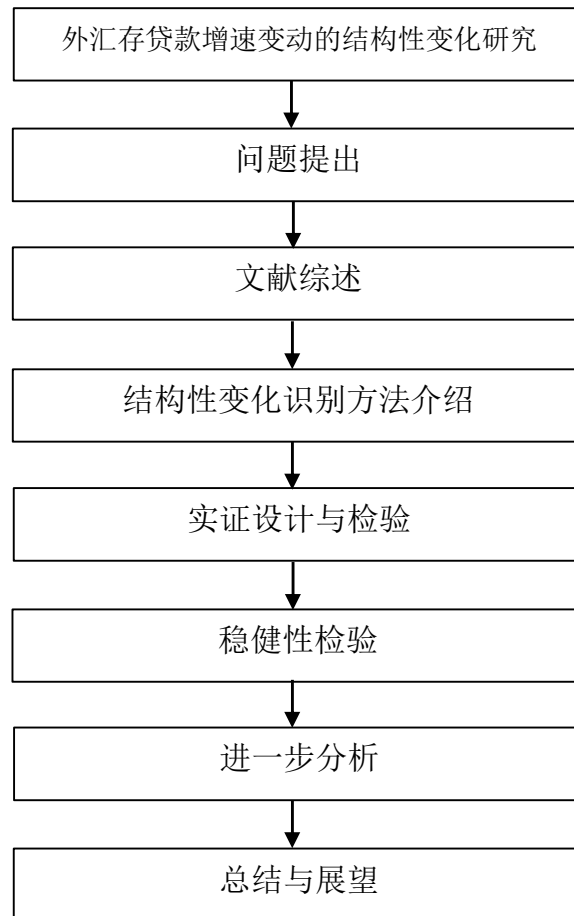 外汇存贷款增速变动的结构性变化研究
问题提出
文献综述
结构性变化识别方法介绍
实证设计与检验
稳健性检验
进一步分析
总结与展望